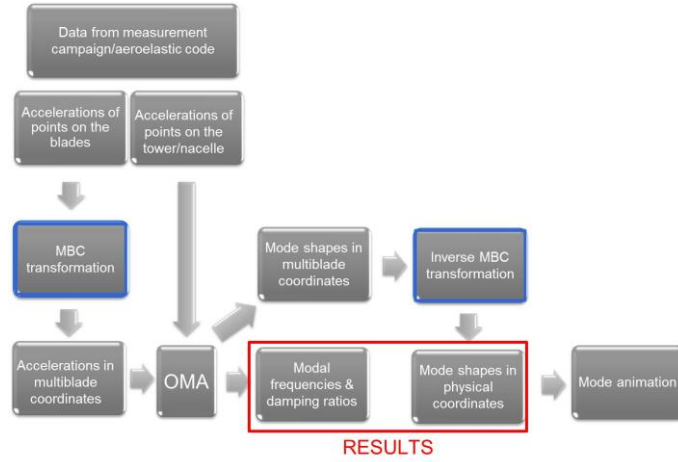 Data from measurement
campaign/aeroelastic code
Accelerations of
points on the
blades
Accelerations of
points on the
tower/nacelle
MBC
transformation
Mode shapes in
multiblade
coordinates
Inverse MBC
transformation
Accelerations in
multiblade
coordinates
OMA
Modal
frequencies &
damping ratios
Mode shapes in
physical
coordinates
Mode animation
RESULTS